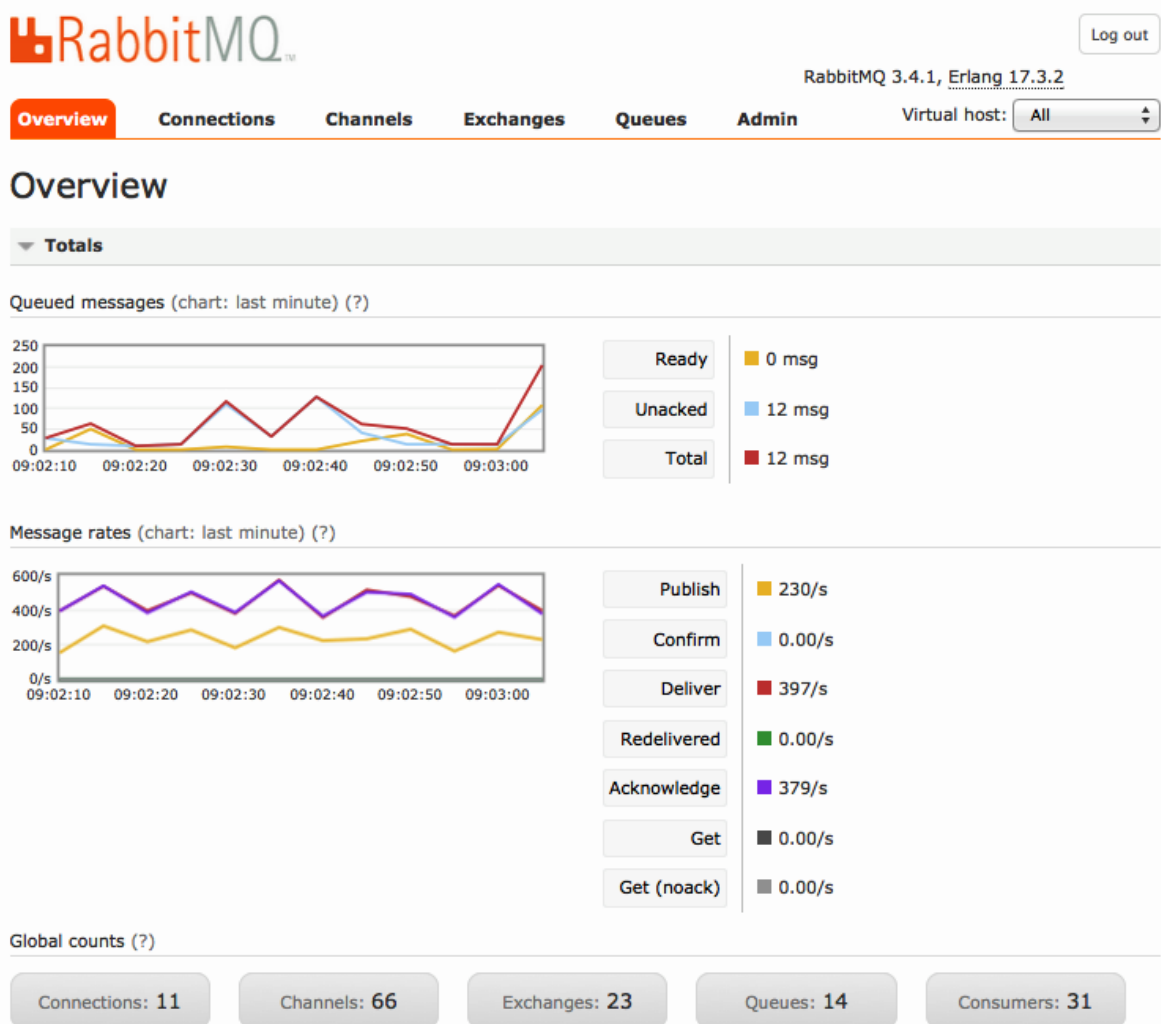 RabbitMQ™
Log out
RabbitMQ 3.4.1, Erlang 17.3.2
Overview Connections Channels Exchanges Queues Admin Virtual host: All
Overview
Totals
Queued messages (chart: last minute) (?)
250
200
150
100
50
0
09:02:10 09:02:20 09:02:30 09:02:40 09:02:50 09:03:00
Ready 0 msg
Unacked 12 msg
Total 12 msg
Message rates (chart: last minute) (?)
600/s
400/s
200/s
0/s
09:02:10 09:02:20 09:02:30 09:02:40 09:02:50 09:03:00
Publish 230/s
Confirm 0.00/s
Deliver 397/s
Redelivered 0.00/s
Acknowledge 379/s
Get 0.00/s
Get (noack) 0.00/s
Global counts (?)
Connections: 11 Channels: 66 Exchanges: 23 Queues: 14 Consumers: 31